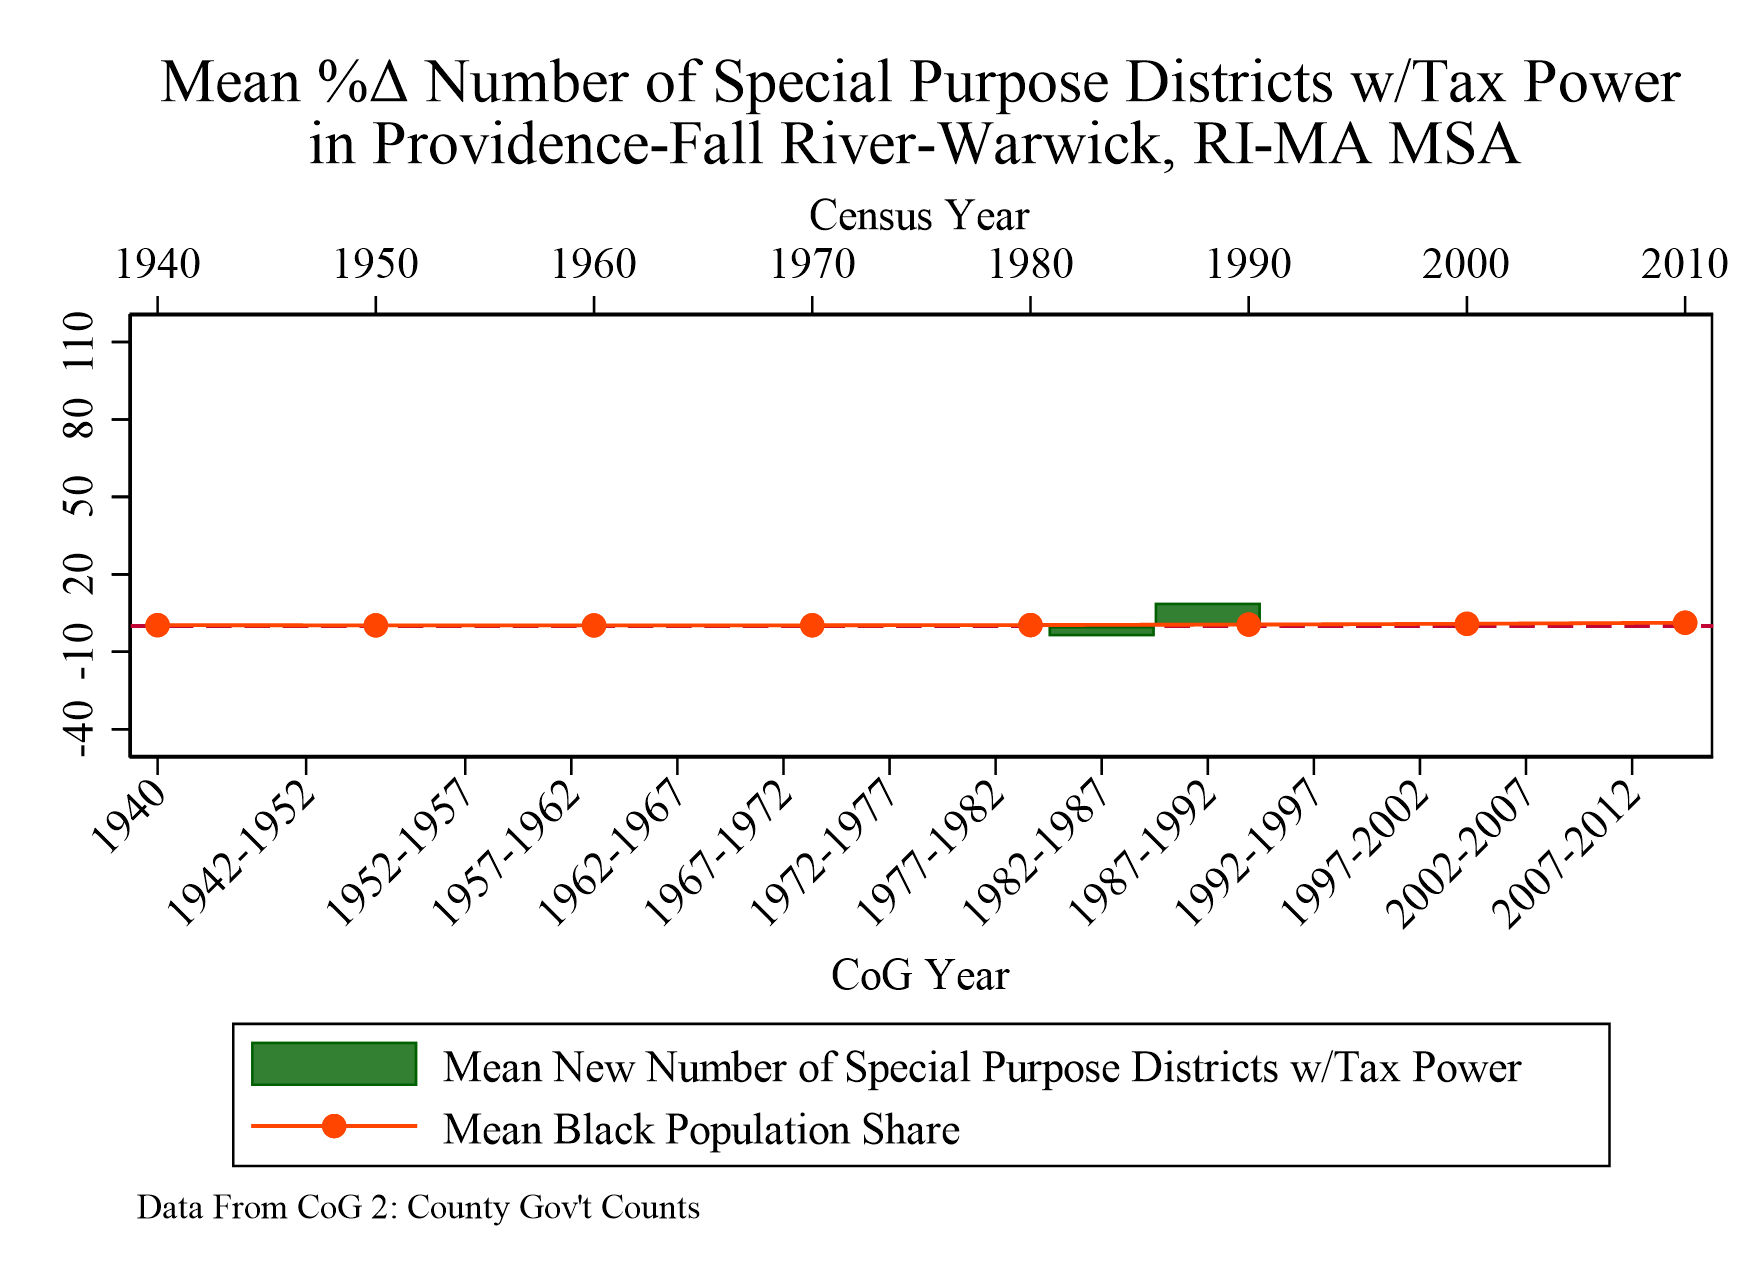 Mean %Δ Number of Special Purpose Districts w/Tax Power
in Providence-Fall River-Warwick, RI-MA MSA
Census Year
1940 1950 1960 1970 1980 1990 2000 2010
110
80
50
20
-10
-40
1940 1942-1952 1952-1957 1957-1962 1962-1967 1967-1972 1972-1977 1977-1982 1982-1987 1987-1992 1992-1997 1997-2002 2002-2007 2007-2012
CoG Year
Mean New Number of Special Purpose Districts w/Tax Power
Mean Black Population Share
Data From CoG 2: County Gov't Counts